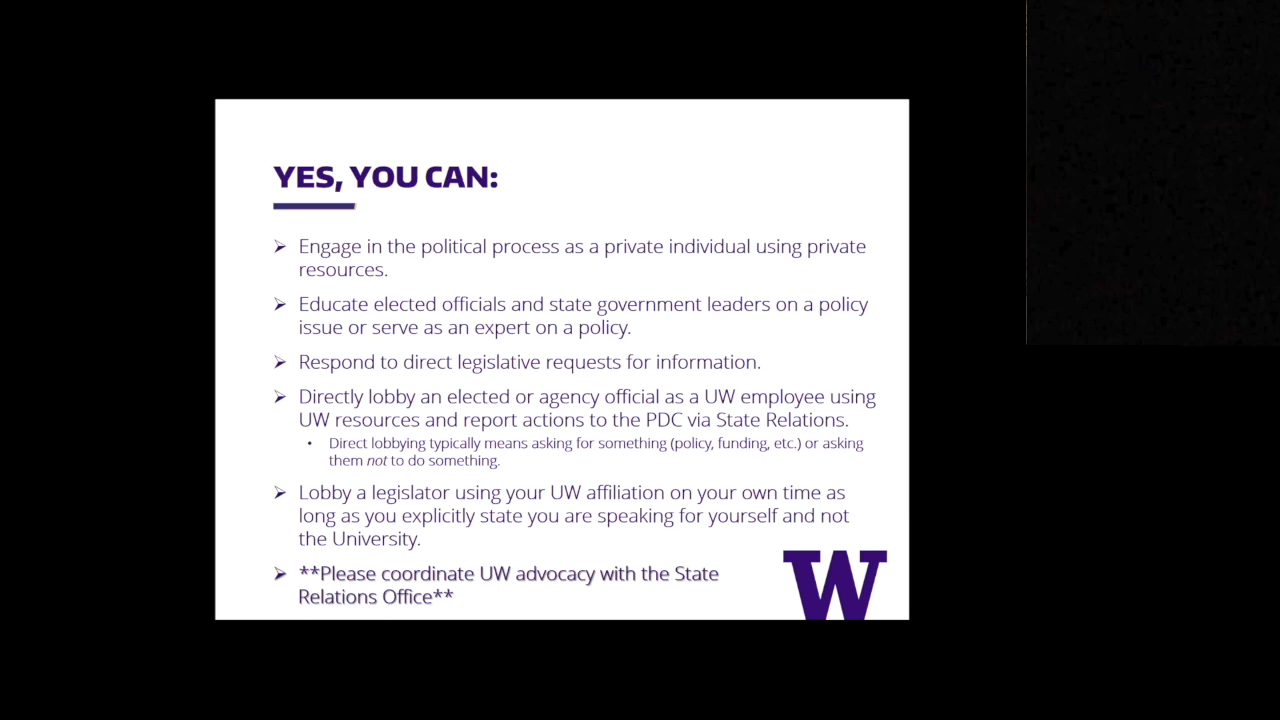 YES, YOU CAN:
➢ Engage in the political process as a private individual using private
resources.
➢ Educate elected officials and state government leaders on a policy
issue or serve as an expert on a policy.
➢ Respond to direct legislative requests for information.
➢ Directly lobby an elected or agency official as a UW employee using
UW resources and report actions to the PDC via State Relations.
• Direct lobbying typically means asking for something (policy, funding, etc.) or asking
them not to do something.
➢ Lobby a legislator using your UW affiliation on your own time as
long as you explicitly state you are speaking for yourself and not
the University.
➢ **Please coordinate UW advocacy with the State
Relations Office**
W